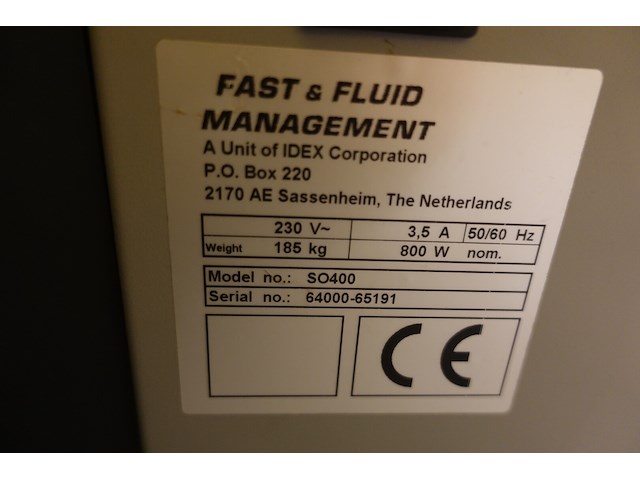 FAST & FLUID
MANAGEMENT
A Unit of IDEX Corporation
P.O. Box 220
2170 AE Sassenheim, The Netherlands
230 V~ 3,5 A 50/60 Hz
Weight 185 kg 800 W nom.
Model no.: SO400
Serial no.: 64000-65191
CE